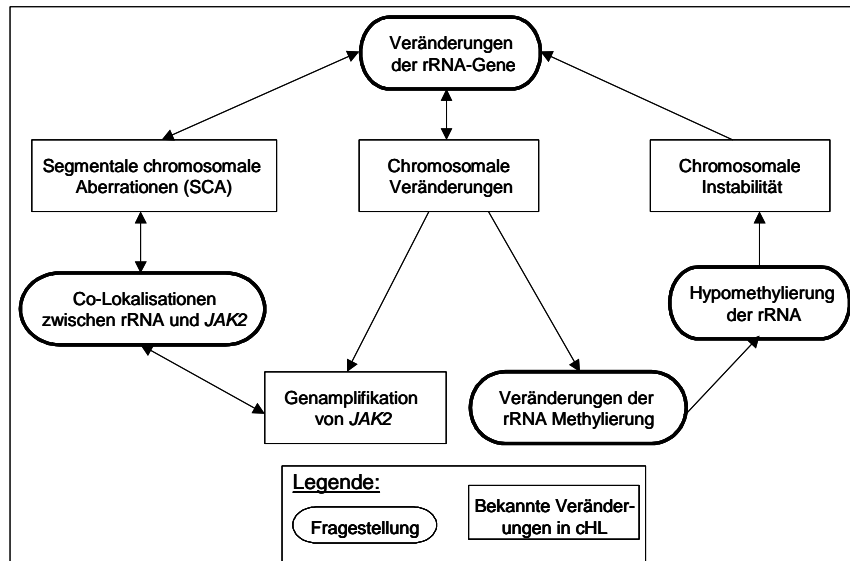 Veränderungen
der rRNA-Gene
Segmentale chromosomale
Aberrationen (SCA)
Chromosomale
Veränderungen
Chromosomale
Instabilität
Co-Lokalisationen
zwischen rRNA und JAK2
Hypomethylierung
der rRNA
Genamplifikation
von JAK2
Veränderungen der
rRNA Methylierung
Legende:
Fragestellung
Bekannte Veränder-
ungen in cHL